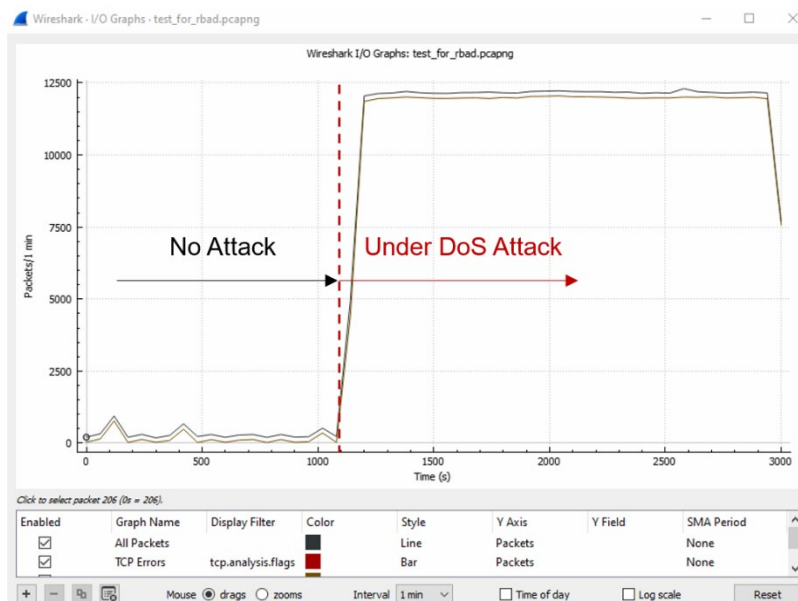 Wireshark · I/O Graphs · test_for_rbad.pcapng
Wireshark I/O Graphs: test_for_rbad.pcapng
12500
10000
7500
5000
2500
0
Packets/1 min
No Attack
Under DoS Attack
0 500 1000 1500 2000 2500 3000
Time (s)
Click to select packet 206 (0s = 206).
Enabled Graph Name Display Filter Color Style Y Axis Y Field SMA Period
All Packets Line Packets None
TCP Errors tcp.analysis.flags Bar Packets None
+ − Mouse drags zooms Interval 1 min Time of day Log scale Reset